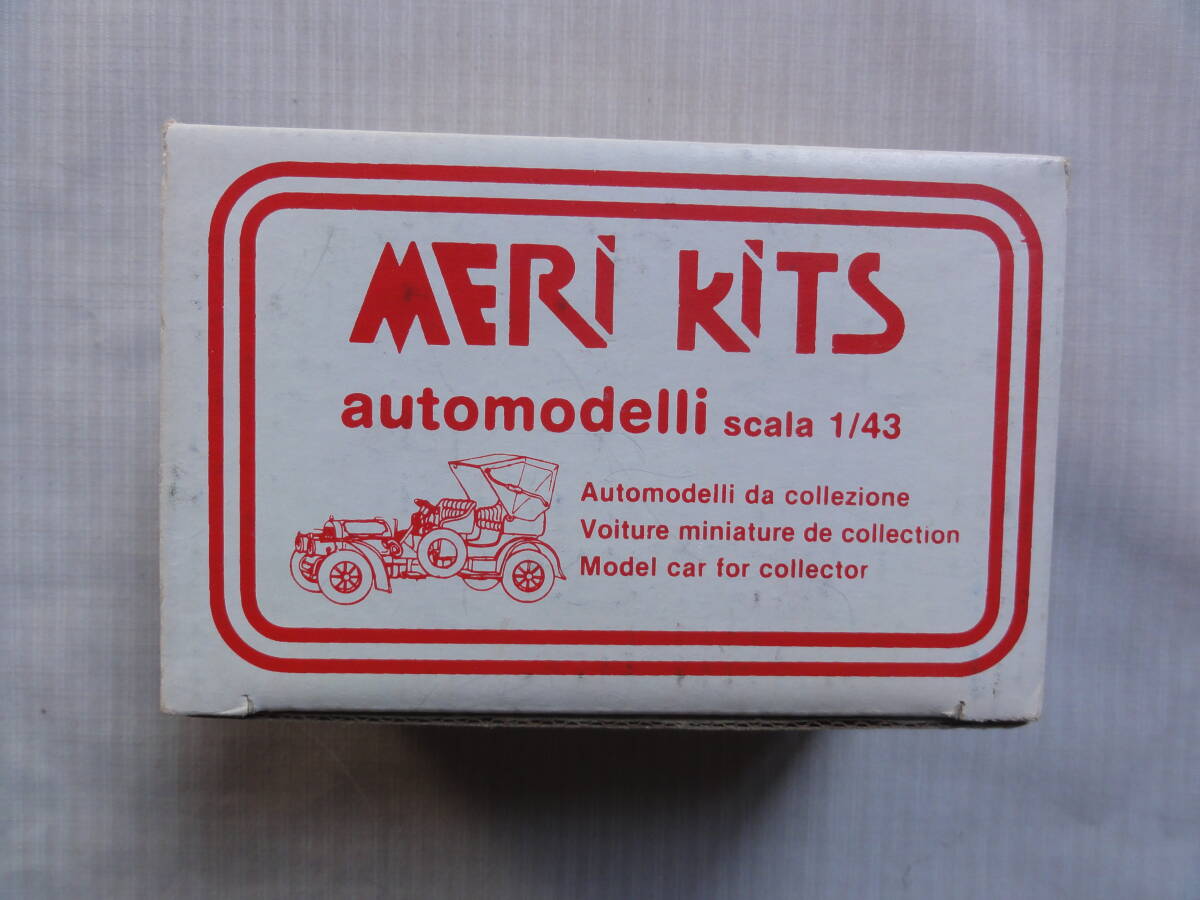 MERi KiTS
automodelli scala 1/43
Automodelli da collezione
Voiture miniature de collection
Model car for collector